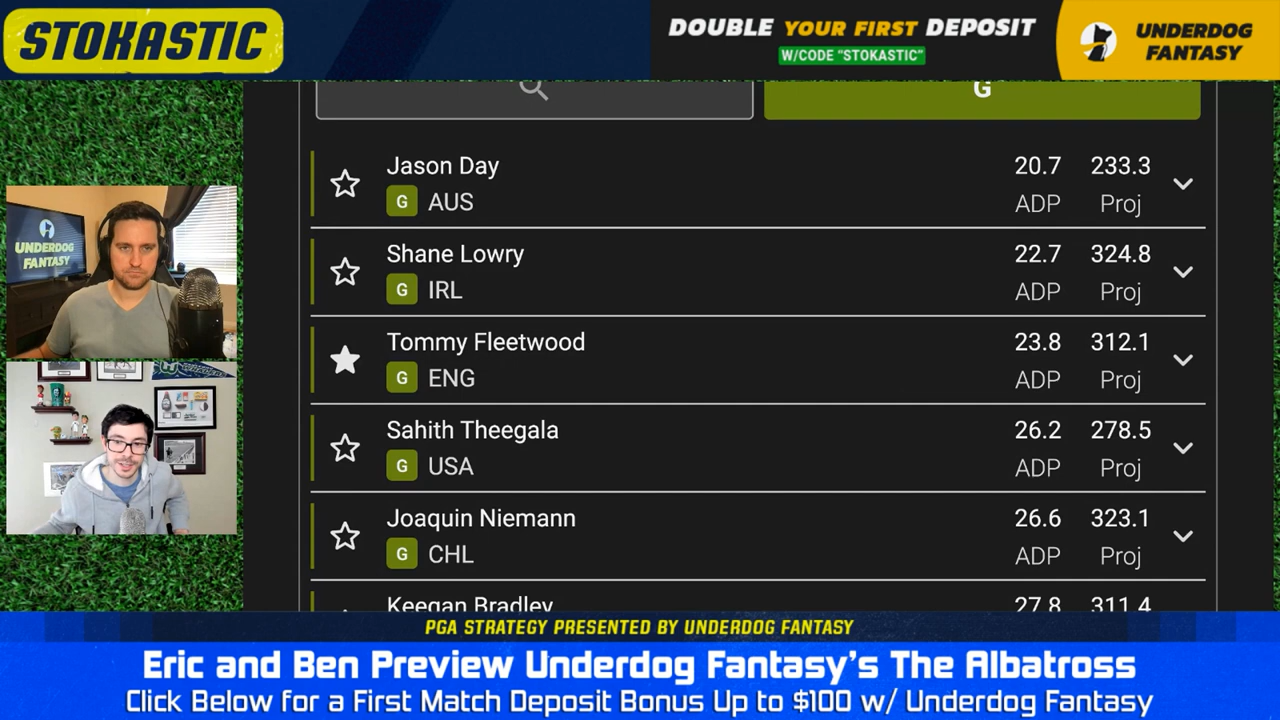 STOKASTIC
DOUBLE YOUR FIRST DEPOSIT
W/CODE "STOKASTIC"
UNDERDOG
FANTASY
G
Jason Day
20.7
233.3
G AUS
ADP
Proj
Shane Lowry
22.7
324.8
G IRL
ADP
Proj
Tommy Fleetwood
23.8
312.1
G ENG
ADP
Proj
Sahith Theegala
26.2
278.5
G USA
ADP
Proj
Joaquin Niemann
26.6
323.1
G CHL
ADP
Proj
Keegan Bradley
27.8
311.4
UNDERDOG
FANTASY
PGA STRATEGY PRESENTED BY UNDERDOG FANTASY
Eric and Ben Preview Underdog Fantasy's The Albatross
Click Below for a First Match Deposit Bonus Up to $100 w/ Underdog Fantasy